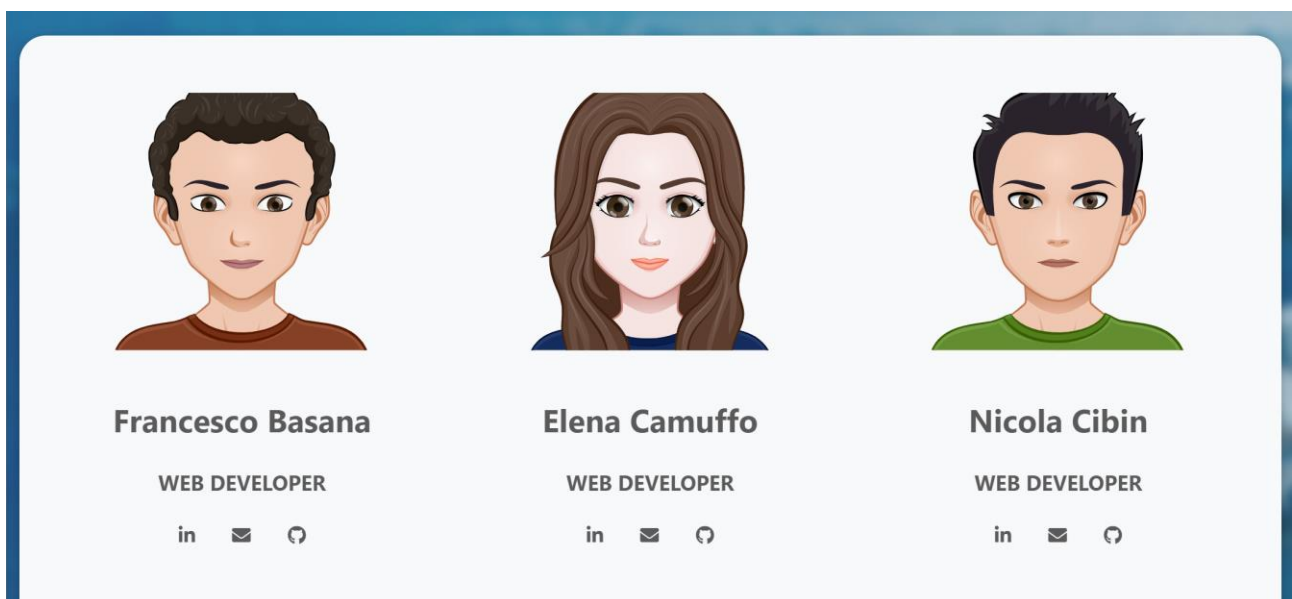 Francesco Basana
WEB DEVELOPER
in
Elena Camuffo
WEB DEVELOPER
in
Nicola Cibin
WEB DEVELOPER
in